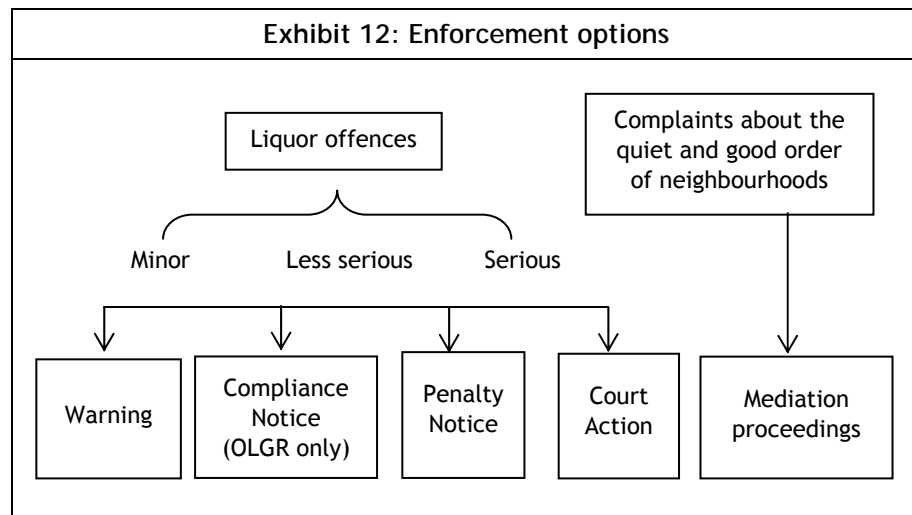 Exhibit 12: Enforcement options
Liquor offences
Complaints about the
quiet and good order
of neighbourhoods
Minor
Less serious
Serious
Warning
Compliance
Notice
(OLGR only)
Penalty
Notice
Court
Action
Mediation
proceedings